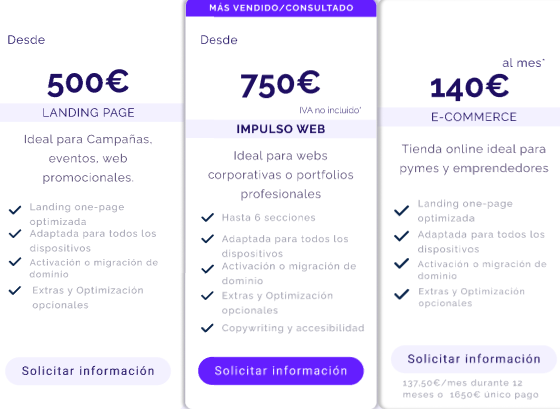 Desde
500€
LANDING PAGE
Ideal para Campañas,
eventos, web
promocionales.
Landing one-page
optimizada
Adaptada para todos los
dispositivos
Activación o migración de
dominio
Extras y Optimización
opcionales
Solicitar información
MÁS VENDIDO/CONSULTADO
Desde
750€
IVA no incluido*
IMPULSO WEB
Ideal para webs
corporativas o portfolios
profesionales
Hasta 6 secciones
Adaptada para todos los
dispositivos
Activación o migración de
dominio
Extras y Optimización
opcionales
Copywriting y accesibilidad
Solicitar información
al mes*
140€
E-COMMERCE
Tienda online ideal para
pymes y emprendedores
Landing one-page
optimizada
Adaptada para todos los
dispositivos
Activación o migración de
dominio
Extras y Optimización
opcionales
Solicitar información
137,50€/mes durante 12
meses o 1650€ único pago